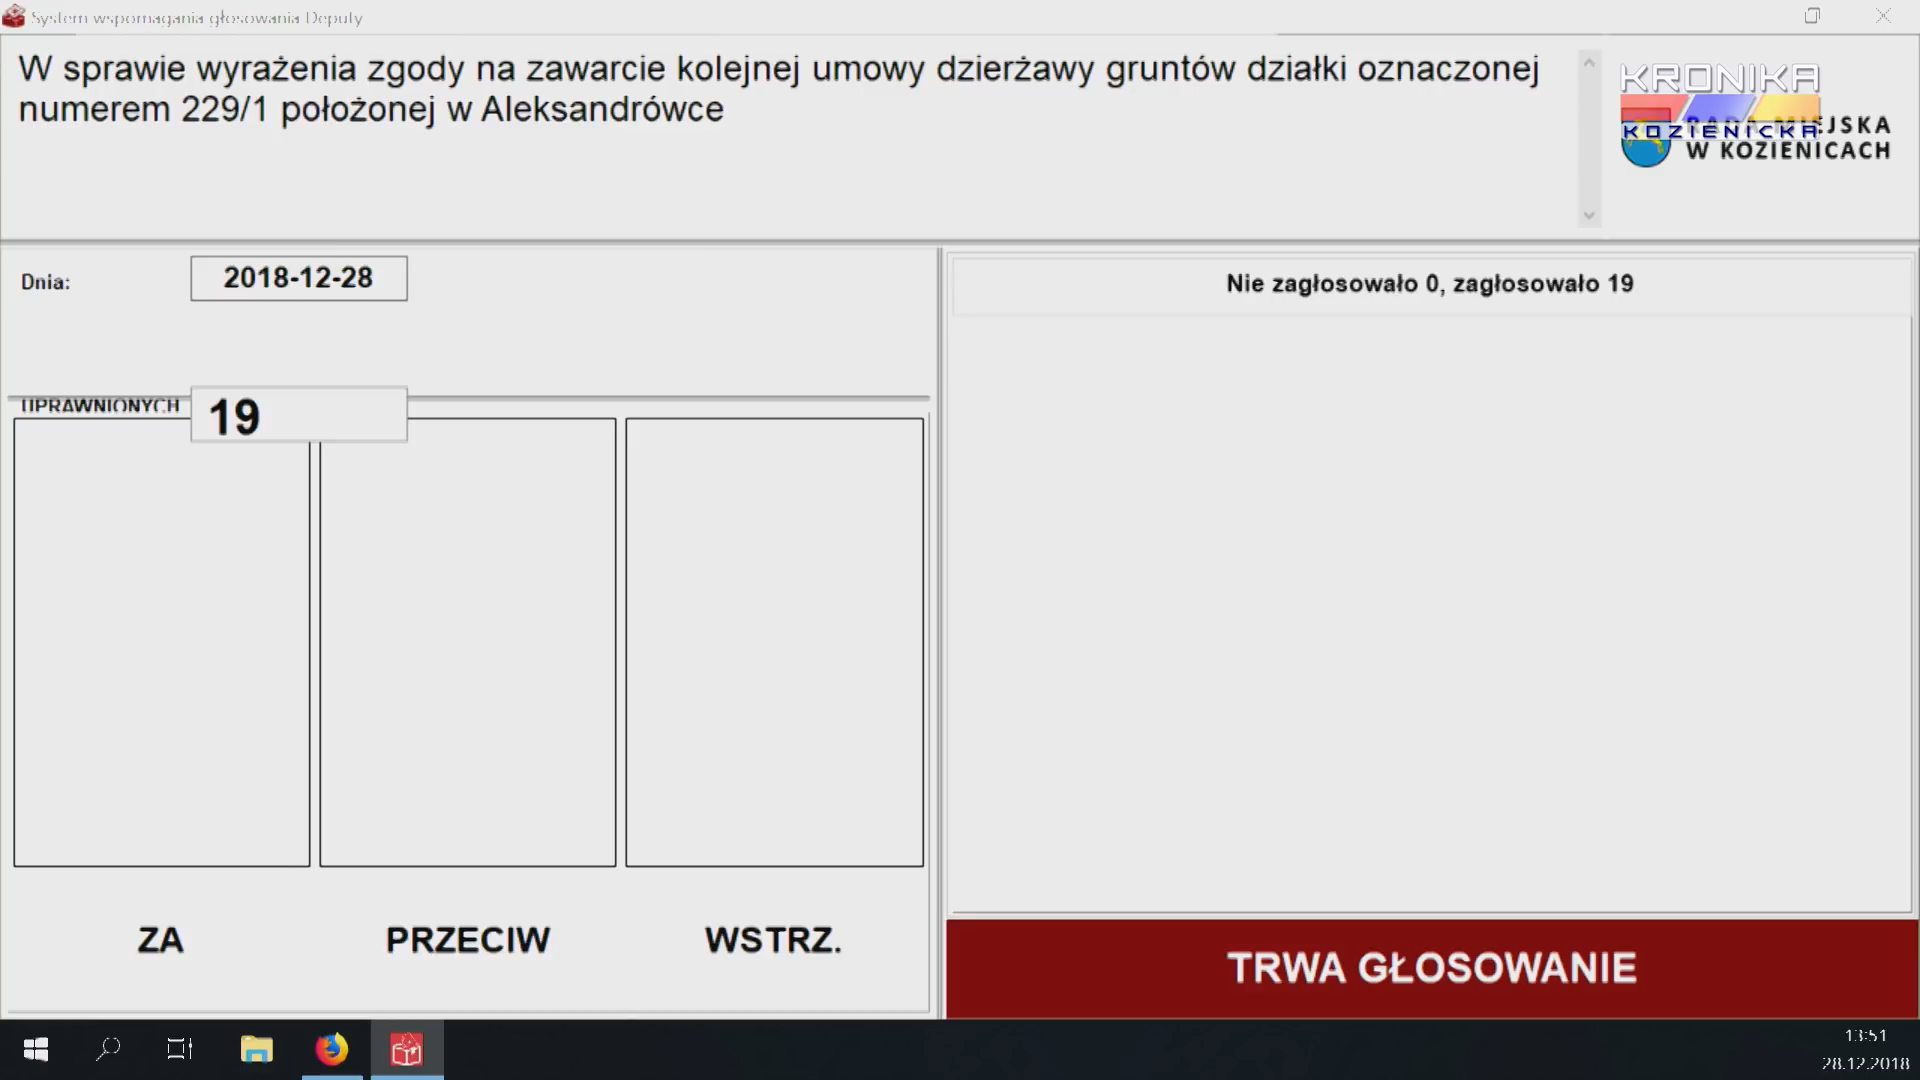 System wspomagania głosowania Deputy
W sprawie wyrażenia zgody na zawarcie kolejnej umowy dzierżawy gruntów działki oznaczonej
numerem 229/1 położonej w Aleksandrówce
KRONIKA
KOZIENICKA
RADA MIEJSKA
W KOZIENICACH
Dnia:
2018-12-28
Nie zagłosowało 0, zagłosowało 19
UPRAWNIONYCH
19
ZA
PRZECIW
WSTRZ.
TRWA GŁOSOWANIE
13:51
28.12.2018